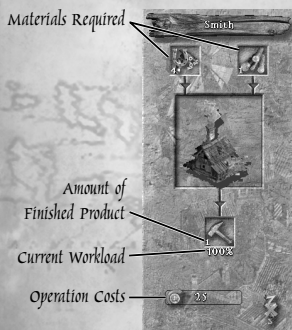 Materials Required
Smith
4
1
Amount of
Finished Product
1
100%
Current Workload
Operation Costs
25